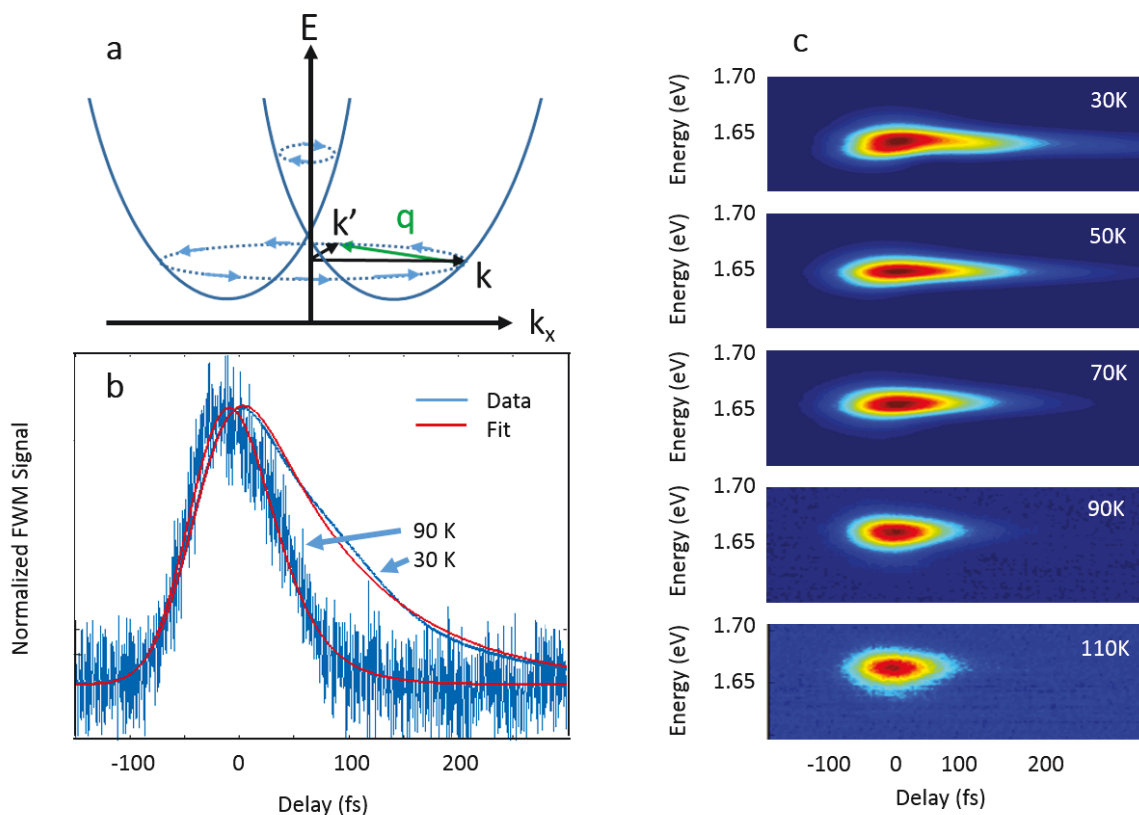 a
E
k'
q
k
kx
b
Data
Fit
90 K
30 K
Normalized FWM Signal
-100
0
100
200
Delay (fs)
c
1.70
1.65
Energy (eV)
30K
1.70
1.65
Energy (eV)
50K
1.70
1.65
Energy (eV)
70K
1.70
1.65
Energy (eV)
90K
1.70
1.65
Energy (eV)
110K
-100
0
100
200
Delay (fs)